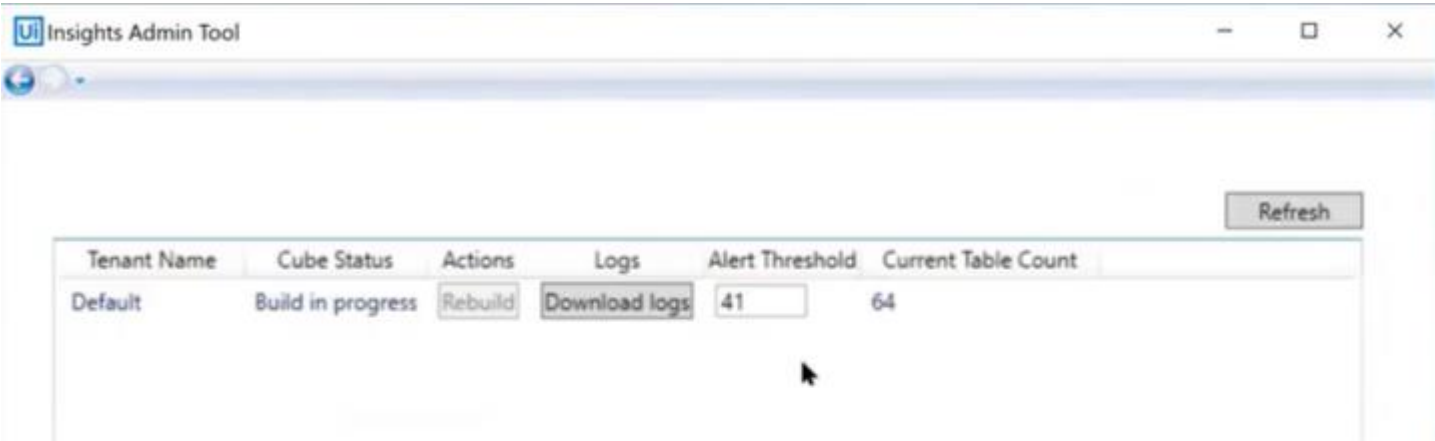 Ui Insights Admin Tool
Refresh
Tenant Name Cube Status Actions Logs Alert Threshold Current Table Count
Default Build in progress Rebuild Download logs 41 64